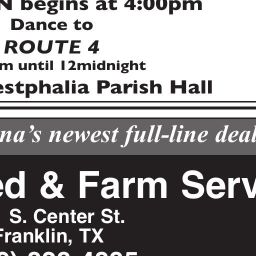 N begins at 4:00pm
Dance to
ROUTE 4
m until 12midnight
estphalia Parish Hall
na's newest full-line deal
ed & Farm Serv
S. Center St.
Franklin, TX